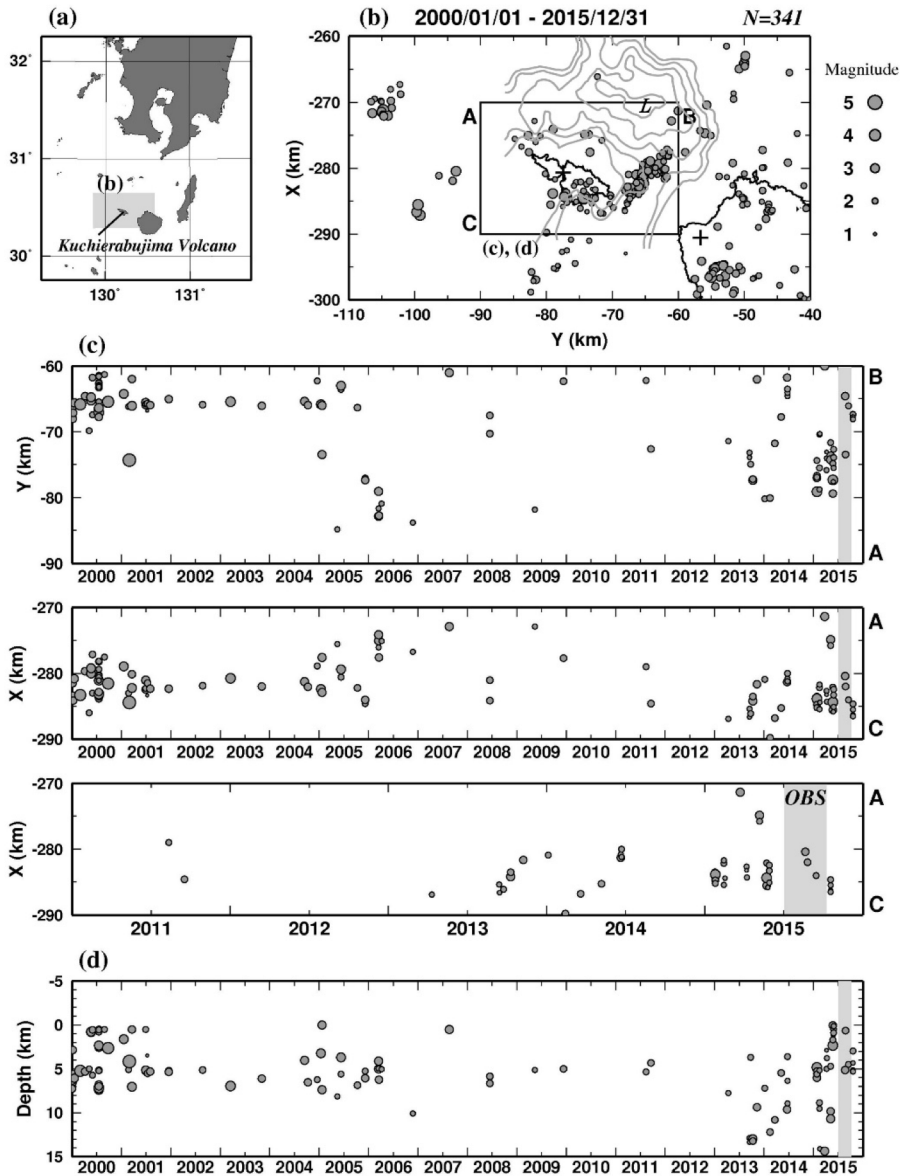 (a)
32°
31°
30°
130°
131°
(b)
Kuchierabujima Volcano
(b) 2000/01/01 - 2015/12/31 N=341
-260
-270
-280
-290
-300
X (km)
-110 -100 -90 -80 -70 -60 -50 -40
Y (km)
A
B
C
L
(c), (d)
Magnitude
5
4
3
2
1
(c)
-60
-70
-80
-90
Y (km)
B
A
2000 2001 2002 2003 2004 2005 2006 2007 2008 2009 2010 2011 2012 2013 2014 2015
-270
-280
-290
X (km)
A
C
2000 2001 2002 2003 2004 2005 2006 2007 2008 2009 2010 2011 2012 2013 2014 2015
-270
-280
-290
X (km)
OBS
A
C
2011 2012 2013 2014 2015
(d)
-5
0
5
10
15
Depth (km)
2000 2001 2002 2003 2004 2005 2006 2007 2008 2009 2010 2011 2012 2013 2014 2015